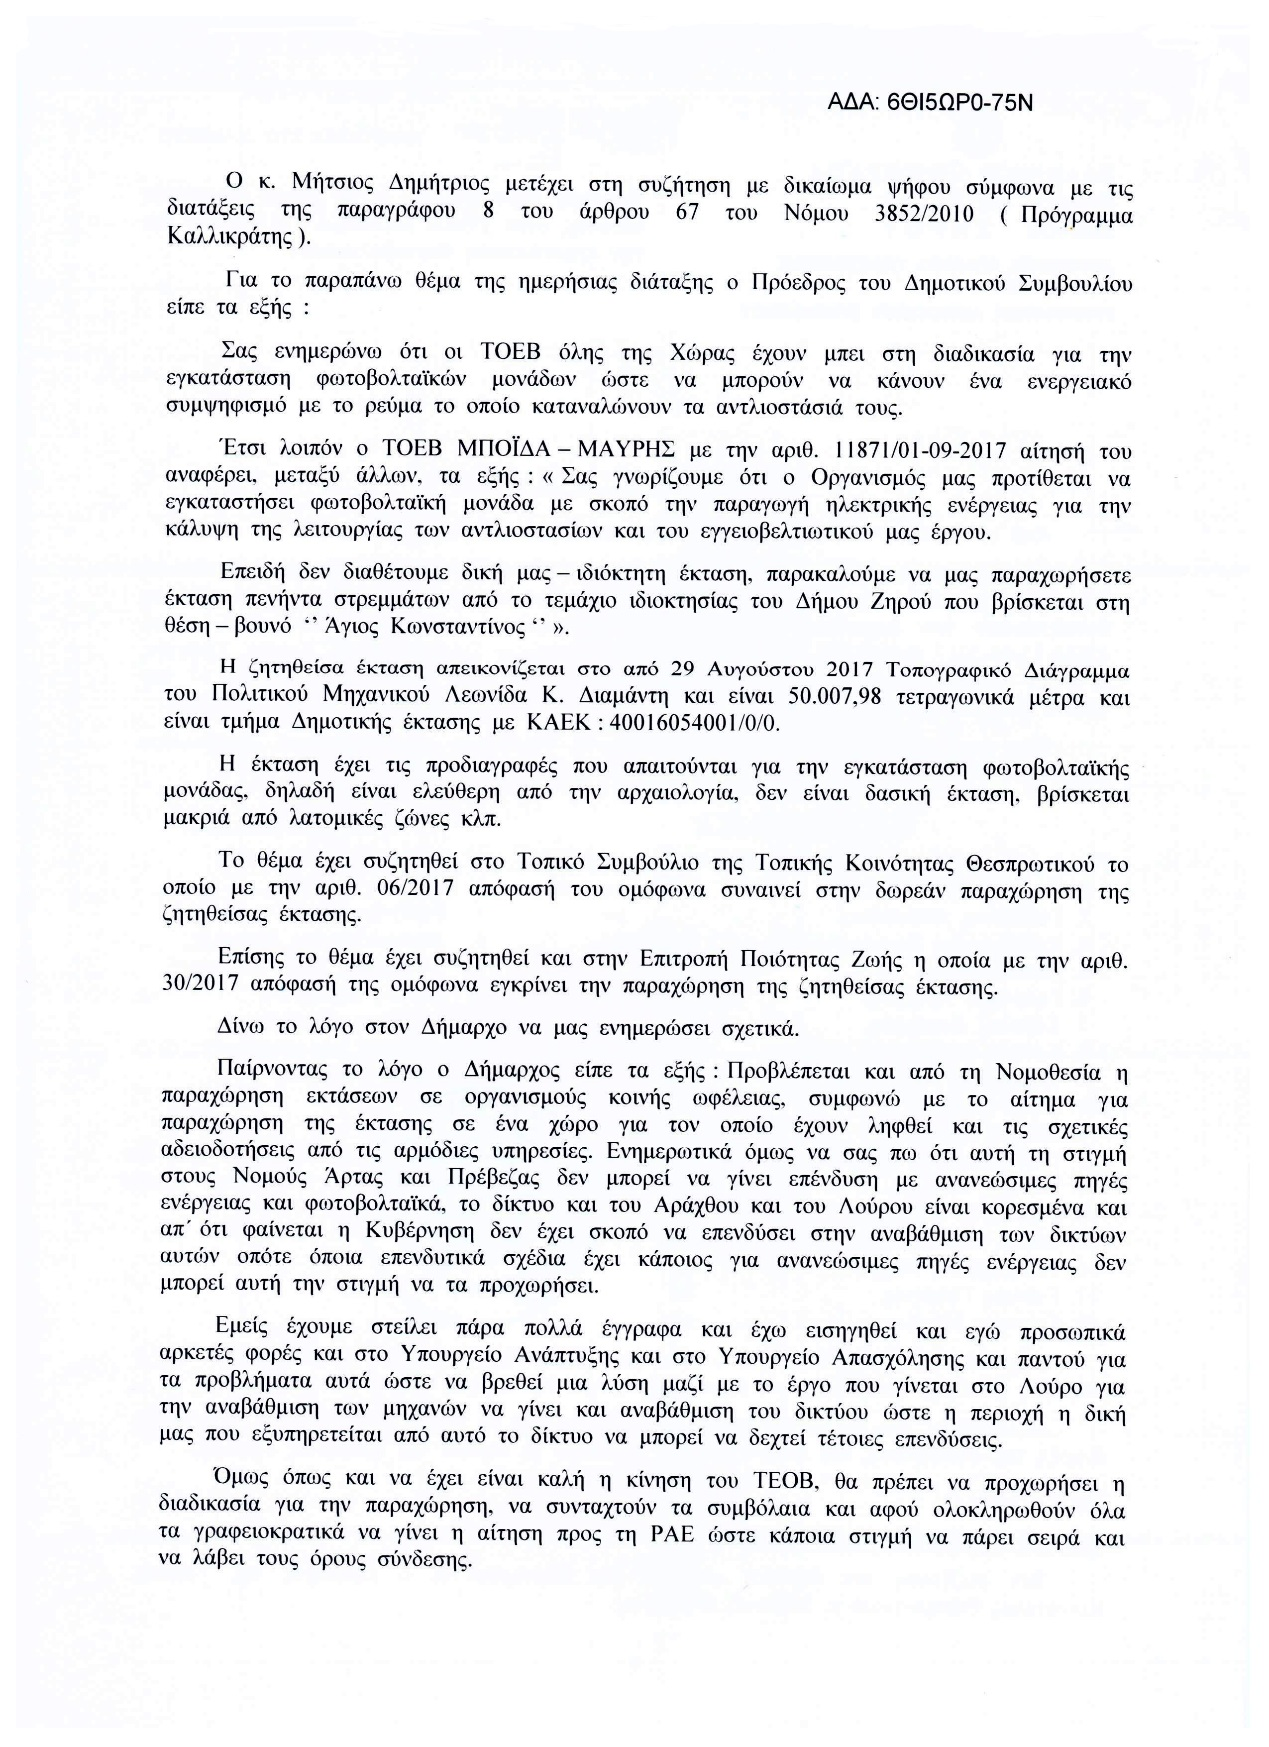 ΑΔΑ: 6ΘΙ5ΩΡ0-75Ν
Ο κ. Μήτσιος Δημήτριος μετέχει στη συζήτηση με δικαίωμα ψήφου σύμφωνα με τις
διατάξεις της παραγράφου 8 του άρθρου 67 του Νόμου 3852/2010 ( Πρόγραμμα
Καλλικράτης ).
Για το παραπάνω θέμα της ημερήσιας διάταξης ο Πρόεδρος του Δημοτικού Συμβουλίου
είπε τα εξής :
Σας ενημερώνω ότι οι ΤΟΕΒ όλης της Χώρας έχουν μπει στη διαδικασία για την
εγκατάσταση φωτοβολταϊκών μονάδων ώστε να μπορούν να κάνουν ένα ενεργειακό
συμψηφισμό με το ρεύμα το οποίο καταναλώνουν τα αντλιοστάσιά τους.
Έτσι λοιπόν ο ΤΟΕΒ ΜΠΟΪΔΑ – ΜΑΥΡΗΣ με την αριθ. 11871/01-09-2017 αίτησή του
αναφέρει, μεταξύ άλλων, τα εξής : « Σας γνωρίζουμε ότι ο Οργανισμός μας προτίθεται να
εγκαταστήσει φωτοβολταϊκή μονάδα με σκοπό την παραγωγή ηλεκτρικής ενέργειας για την
κάλυψη της λειτουργίας των αντλιοστασίων και του εγγειοβελτιωτικού μας έργου.
Επειδή δεν διαθέτουμε δική μας – ιδιόκτητη έκταση, παρακαλούμε να μας παραχωρήσετε
έκταση πενήντα στρεμμάτων από το τεμάχιο ιδιοκτησίας του Δήμου Ζηρού που βρίσκεται στη
θέση – βουνό ‘’ Άγιος Κωνσταντίνος ‘’ ».
Η ζητηθείσα έκταση απεικονίζεται στο από 29 Αυγούστου 2017 Τοπογραφικό Διάγραμμα
του Πολιτικού Μηχανικού Λεωνίδα Κ. Διαμάντη και είναι 50.007,98 τετραγωνικά μέτρα και
είναι τμήμα Δημοτικής έκτασης με ΚΑΕΚ : 40016054001/0/0.
Η έκταση έχει τις προδιαγραφές που απαιτούνται για την εγκατάσταση φωτοβολταϊκής
μονάδας, δηλαδή είναι ελεύθερη από την αρχαιολογία, δεν είναι δασική έκταση, βρίσκεται
μακριά από λατομικές ζώνες κλπ.
Το θέμα έχει συζητηθεί στο Τοπικό Συμβούλιο της Τοπικής Κοινότητας Θεσπρωτικού το
οποίο με την αριθ. 06/2017 απόφασή του ομόφωνα συναινεί στην δωρεάν παραχώρηση της
ζητηθείσας έκτασης.
Επίσης το θέμα έχει συζητηθεί και στην Επιτροπή Ποιότητας Ζωής η οποία με την αριθ.
30/2017 απόφασή της ομόφωνα εγκρίνει την παραχώρηση της ζητηθείσας έκτασης.
Δίνω το λόγο στον Δήμαρχο να μας ενημερώσει σχετικά.
Παίρνοντας το λόγο ο Δήμαρχος είπε τα εξής : Προβλέπεται και από τη Νομοθεσία η
παραχώρηση εκτάσεων σε οργανισμούς κοινής ωφέλειας, συμφωνώ με το αίτημα για
παραχώρηση της έκτασης σε ένα χώρο για τον οποίο έχουν ληφθεί και τις σχετικές
αδειοδοτήσεις από τις αρμόδιες υπηρεσίες. Ενημερωτικά όμως να σας πω ότι αυτή τη στιγμή
στους Νομούς Άρτας και Πρέβεζας δεν μπορεί να γίνει επένδυση με ανανεώσιμες πηγές
ενέργειας και φωτοβολταϊκά, το δίκτυο και του Αράχθου και του Λούρου είναι κορεσμένα και
απ΄ ότι φαίνεται η Κυβέρνηση δεν έχει σκοπό να επενδύσει στην αναβάθμιση των δικτύων
αυτών οπότε όποια επενδυτικά σχέδια έχει κάποιος για ανανεώσιμες πηγές ενέργειας δεν
μπορεί αυτή την στιγμή να τα προχωρήσει.
Εμείς έχουμε στείλει πάρα πολλά έγγραφα και έχω εισηγηθεί και εγώ προσωπικά
αρκετές φορές και στο Υπουργείο Ανάπτυξης και στο Υπουργείο Απασχόλησης και παντού για
τα προβλήματα αυτά ώστε να βρεθεί μια λύση μαζί με το έργο που γίνεται στο Λούρο για
την αναβάθμιση των μηχανών να γίνει και αναβάθμιση του δικτύου ώστε η περιοχή η δική
μας που εξυπηρετείται από αυτό το δίκτυο να μπορεί να δεχτεί τέτοιες επενδύσεις.
Όμως όπως και να έχει είναι καλή η κίνηση του ΤΕΟΒ, θα πρέπει να προχωρήσει η
διαδικασία για την παραχώρηση, να συνταχτούν τα συμβόλαια και αφού ολοκληρωθούν όλα
τα γραφειοκρατικά να γίνει η αίτηση προς τη ΡΑΕ ώστε κάποια στιγμή να πάρει σειρά και
να λάβει τους όρους σύνδεσης.